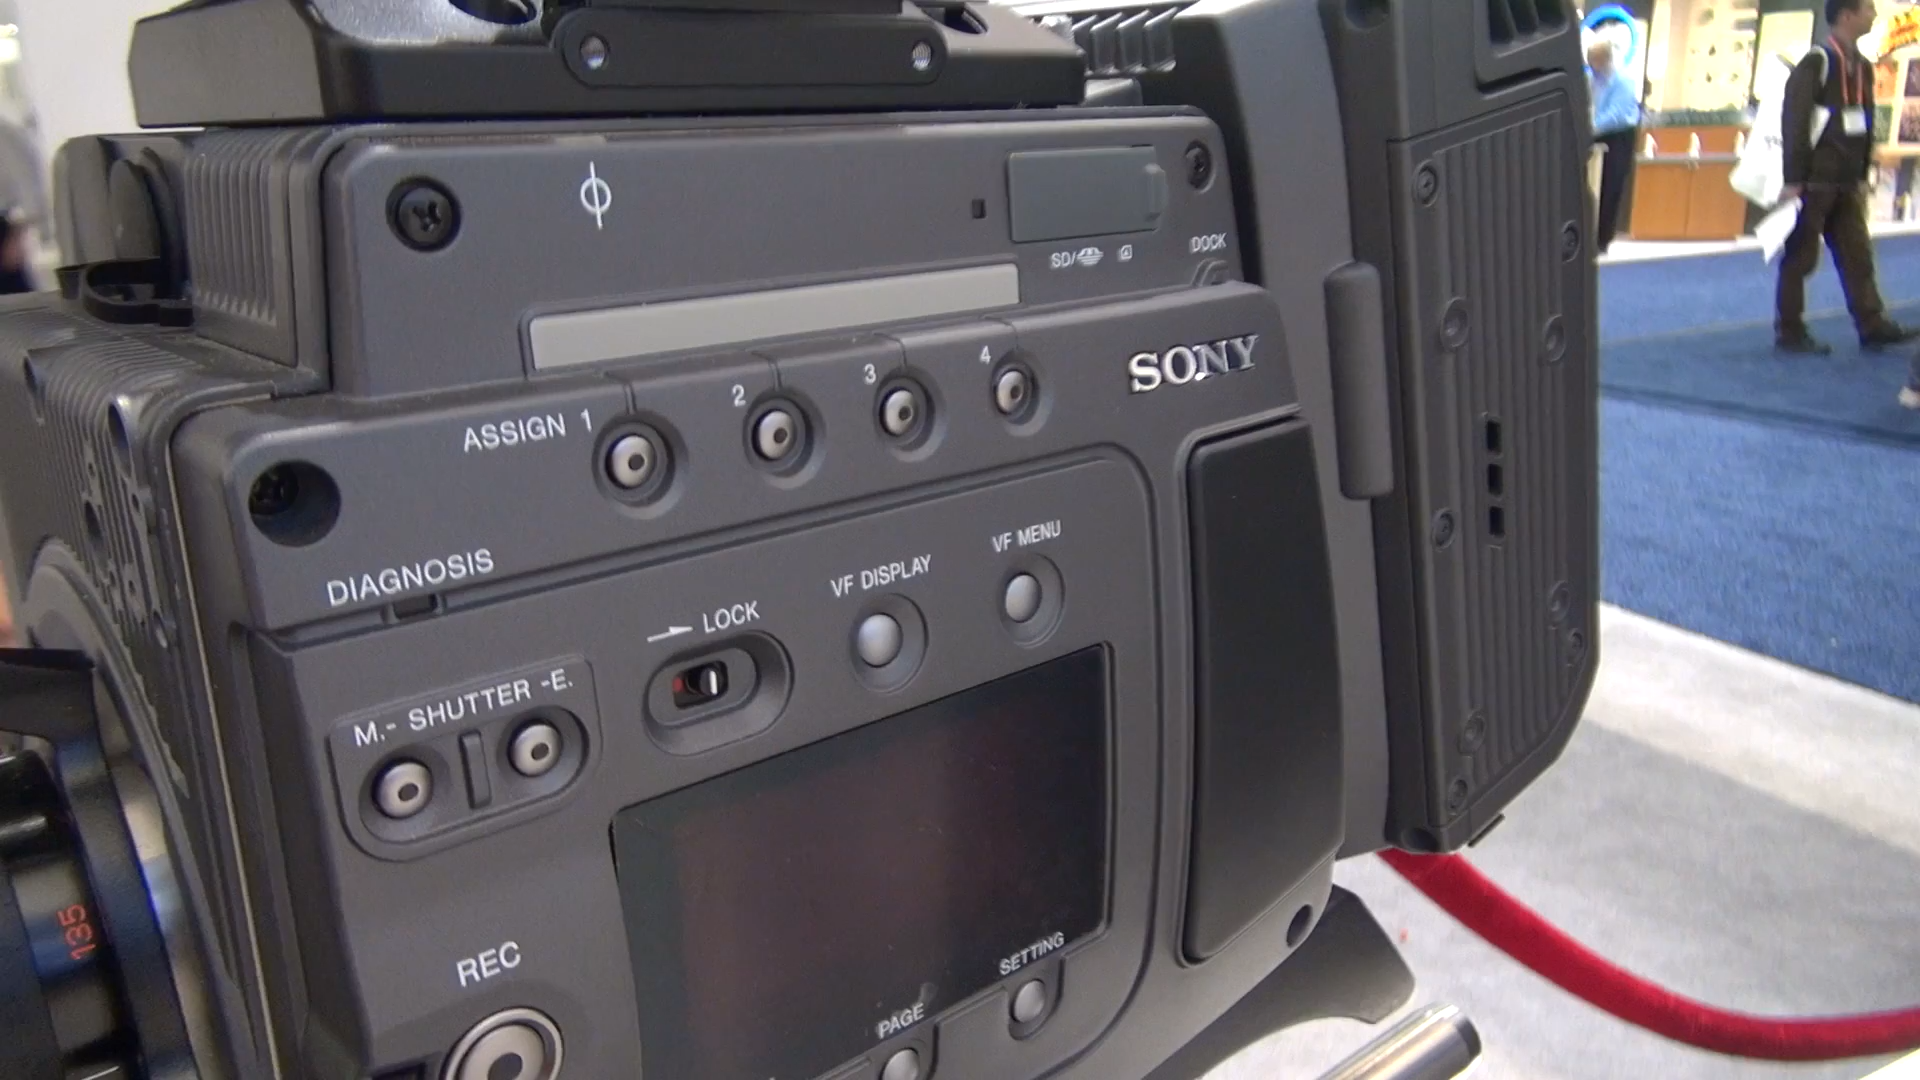 SD/
DOCK
SONY
ASSIGN 1
2
3
4
DIAGNOSIS
LOCK
VF DISPLAY
VF MENU
M.- SHUTTER -E.
135
REC
PAGE
SETTING